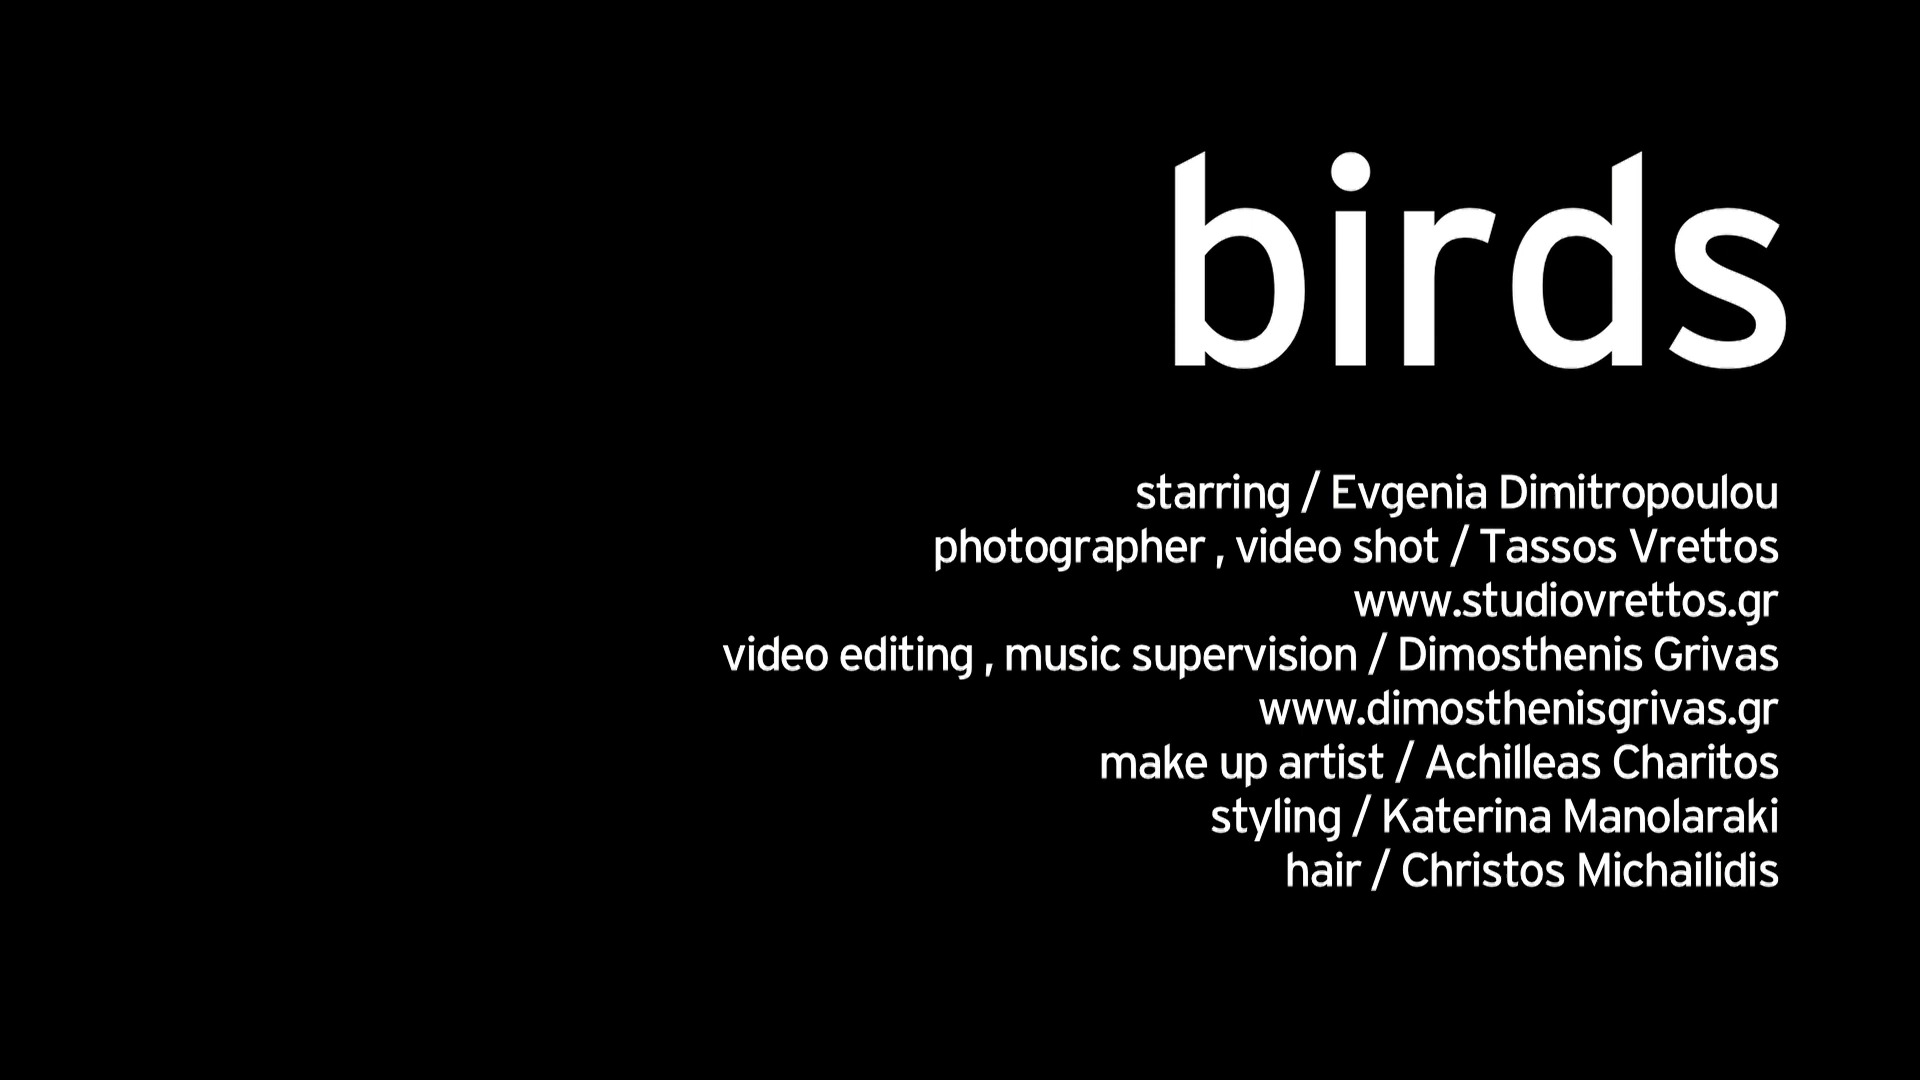 birds
starring / Evgenia Dimitropoulou
photographer , video shot / Tassos Vrettos
www.studiovrettos.gr
video editing , music supervision / Dimosthenis Grivas
www.dimosthenisgrivas.gr
make up artist / Achilleas Charitos
styling / Katerina Manolaraki
hair / Christos Michailidis